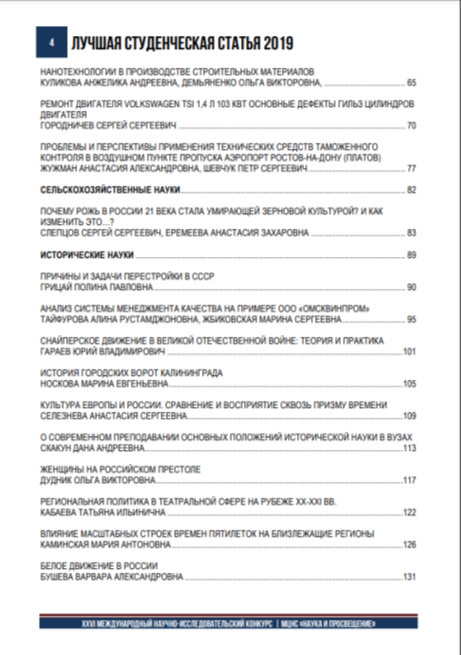 4 ЛУЧШАЯ СТУДЕНЧЕСКАЯ СТАТЬЯ 2019
НАНОТЕХНОЛОГИИ В ПРОИЗВОДСТВЕ СТРОИТЕЛЬНЫХ МАТЕРИАЛОВ
КУЛИКОВА АНЖЕЛИКА АНДРЕЕВНА, ДЕМЬЯНЕНКО ОЛЬГА ВИКТОРОВНА, 65
РЕМОНТ ДВИГАТЕЛЯ VOLKSWAGEN TSI 1,4 Л 103 КВТ ОСНОВНЫЕ ДЕФЕКТЫ ГИЛЬЗ ЦИЛИНДРОВ
ДВИГАТЕЛЯ
ГОРОДНИЧЕВ СЕРГЕЙ СЕРГЕЕВИЧ 70
ПРОБЛЕМЫ И ПЕРСПЕКТИВЫ ПРИМЕНЕНИЯ ТЕХНИЧЕСКИХ СРЕДСТВ ТАМОЖЕННОГО
КОНТРОЛЯ В ВОЗДУШНОМ ПУНКТЕ ПРОПУСКА АЭРОПОРТ РОСТОВ-НА-ДОНУ (ПЛАТОВ)
ЖУЖМАН АНАСТАСИЯ АЛЕКСАНДРОВНА, ШЕВЧУК ПЕТР СЕРГЕЕВИЧ 77
СЕЛЬСКОХОЗЯЙСТВЕННЫЕ НАУКИ 82
ПОЧЕМУ РОЖЬ В РОССИИ 21 ВЕКА СТАЛА УМИРАЮЩЕЙ ЗЕРНОВОЙ КУЛЬТУРОЙ? И КАК
ИЗМЕНИТЬ ЭТО...?
СЛЕПЦОВ СЕРГЕЙ СЕРГЕЕВИЧ, ЕРЕМЕЕВА АНАСТАСИЯ ЗАХАРОВНА 83
ИСТОРИЧЕСКИЕ НАУКИ 89
ПРИЧИНЫ И ЗАДАЧИ ПЕРЕСТРОЙКИ В СССР
ГРИЦАЙ ПОЛИНА ПАВЛОВНА 90
АНАЛИЗ СИСТЕМЫ МЕНЕДЖМЕНТА КАЧЕСТВА НА ПРИМЕРЕ ООО «ОМСКВИНПРОМ»
ТАЙФУРОВА АЛИНА РУСТАМДЖОНОВНА, ЖБИКОВСКАЯ МАРИНА СЕРГЕЕВНА 95
СНАЙПЕРСКОЕ ДВИЖЕНИЕ В ВЕЛИКОЙ ОТЕЧЕСТВЕННОЙ ВОЙНЕ: ТЕОРИЯ И ПРАКТИКА
ГАРАЕВ ЮРИЙ ВЛАДИМИРОВИЧ 101
ИСТОРИЯ ГОРОДСКИХ ВОРОТ КАЛИНИНГРАДА
НОСКОВА МАРИНА ЕВГЕНЬЕВНА 105
КУЛЬТУРА ЕВРОПЫ И РОССИИ. СРАВНЕНИЕ И ВОСПРИЯТИЕ СКВОЗЬ ПРИЗМУ ВРЕМЕНИ
СЕЛЕЗНЕВА АНАСТАСИЯ СЕРГЕЕВНА 109
О СОВРЕМЕННОМ ПРЕПОДАВАНИИ ОСНОВНЫХ ПОЛОЖЕНИЙ ИСТОРИЧЕСКОЙ НАУКИ В ВУЗАХ
СКАКУН ДАНА АНДРЕЕВНА 113
ЖЕНЩИНЫ НА РОССИЙСКОМ ПРЕСТОЛЕ
ДУДНИК ОЛЬГА ВИКТОРОВНА 117
РЕГИОНАЛЬНАЯ ПОЛИТИКА В ТЕАТРАЛЬНОЙ СФЕРЕ НА РУБЕЖЕ XX-XXI ВВ.
КАБАЕВА ТАТЬЯНА ИЛЬИНИЧНА 122
ВЛИЯНИЕ МАСШТАБНЫХ СТРОЕК ВРЕМЕН ПЯТИЛЕТОК НА БЛИЗЛЕЖАЩИЕ РЕГИОНЫ
КАМИНСКАЯ МАРИЯ АНТОНОВНА 126
БЕЛОЕ ДВИЖЕНИЕ В РОССИИ
БУШЕВА ВАРВАРА АЛЕКСАНДРОВНА 131
XXVI МЕЖДУНАРОДНЫЙ НАУЧНО-ИССЛЕДОВАТЕЛЬСКИЙ КОНКУРС | МЦНС «НАУКА И ПРОСВЕЩЕНИЕ»